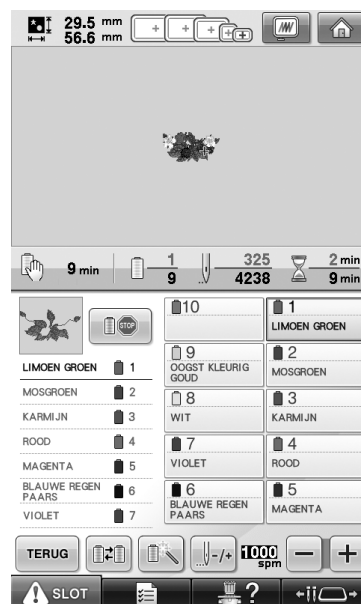 29.5 mm
56.6 mm
9 min
1
9
325
4238
2 min
9 min
STOP
LIMOEN GROEN 1
MOSGROEN 2
KARMIJN 3
ROOD 4
MAGENTA 5
BLAUWE REGEN
PAARS 6
VIOLET 7
10
1
LIMOEN GROEN
9
OOGST KLEURIG
GOUD
2
MOSGROEN
8
WIT
3
KARMIJN
7
VIOLET
4
ROOD
6
BLAUWE REGEN
PAARS
5
MAGENTA
TERUG
-/+
1000
spm
- +
SLOT
?